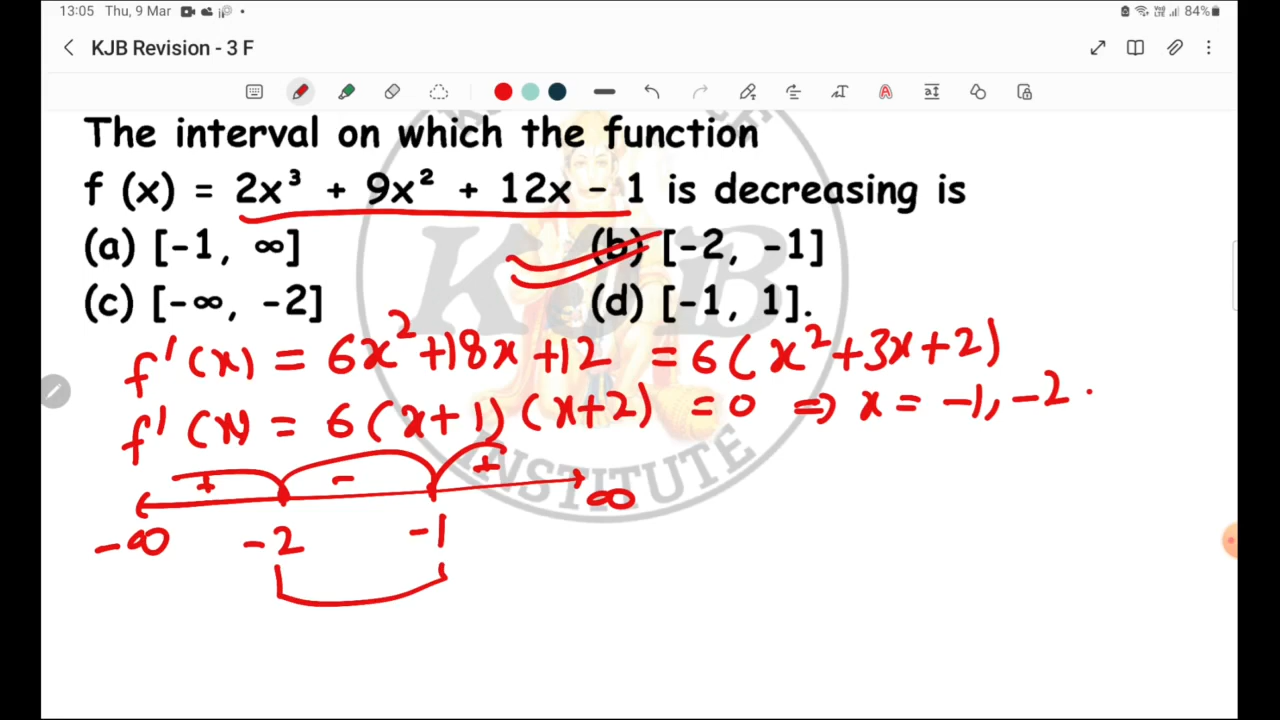 13:05 Thu, 9 Mar 84%
KJB Revision - 3 F
The interval on which the function
f (x) = 2x³ + 9x² + 12x - 1 is decreasing is
(a) [-1, ∞] (b) [-2, -1]
(c) [-∞, -2] (d) [-1, 1].
f'(x) = 6x²+18x+12 = 6(x²+3x+2)
f'(x) = 6(x+1)(x+2) = 0 ⇒ x = -1, -2.
+ - +
-∞ -2 -1 ∞
KJB
INSTITUTE